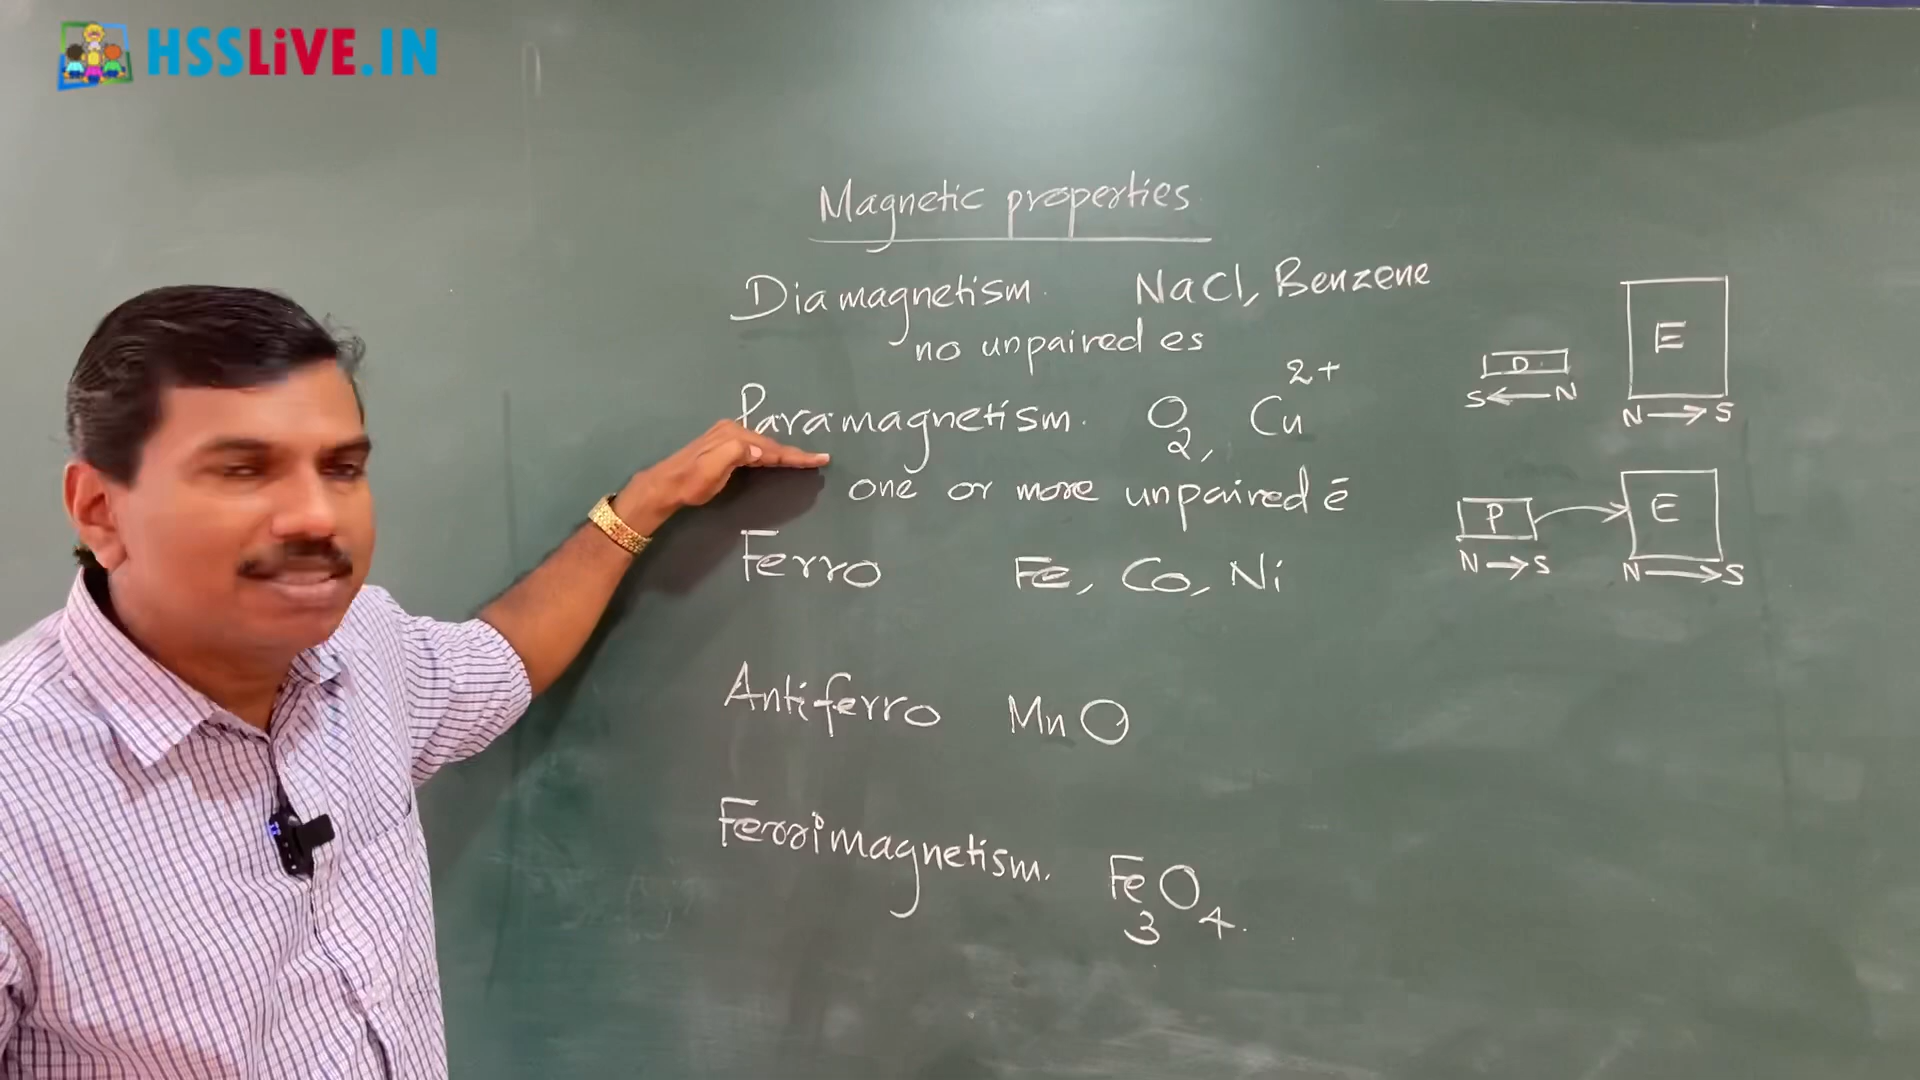 HSSLiVE.IN
Magnetic properties
Diamagnetism. NaCl, Benzene
no unpaired es
Paramagnetism. O₂, Cu²⁺
one or more unpaired ē
Ferro Fe, Co, Ni
Antiferro MnO
Ferrimagnetism. Fe₃O₄.
D E
S ← N N → S
P E
N → S N → S